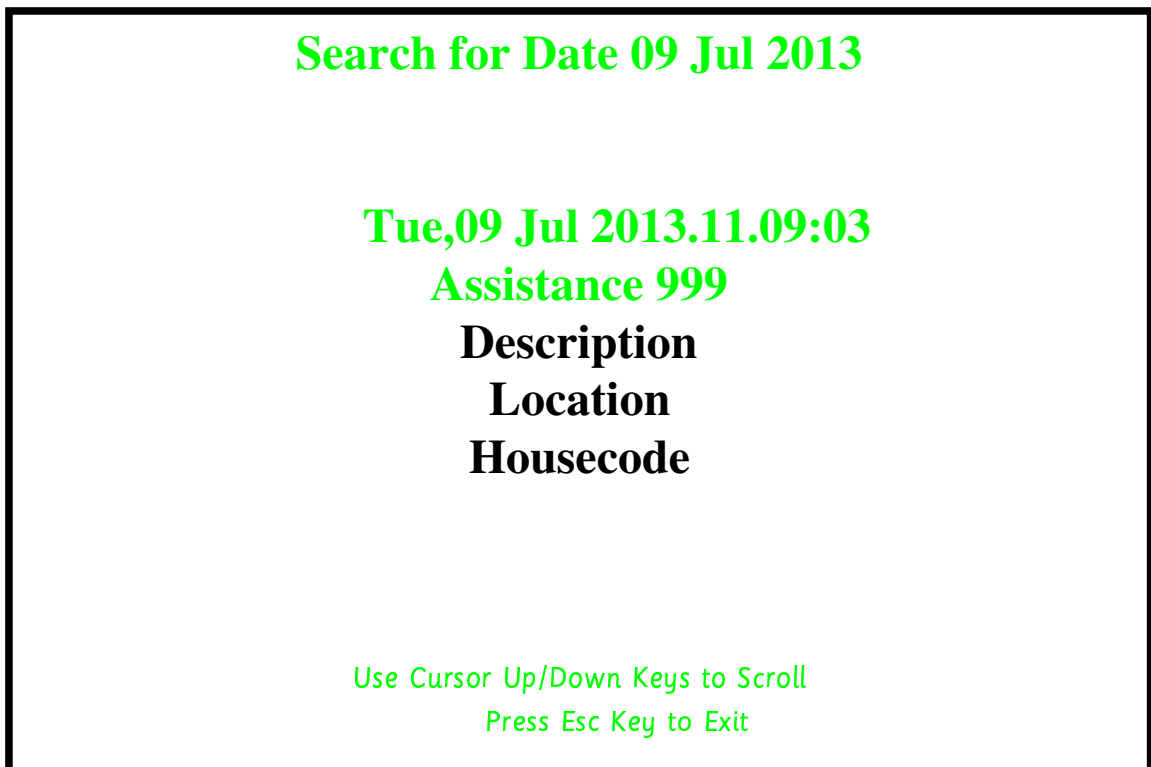 Search for Date 09 Jul 2013
Tue,09 Jul 2013.11.09:03
Assistance 999
Description
Location
Housecode
Use Cursor Up/Down Keys to Scroll
Press Esc Key to Exit